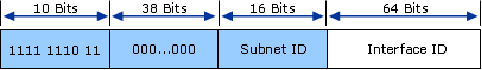 10 Bits 38 Bits 16 Bits 64 Bits
1111 1110 11 000...000 Subnet ID Interface ID